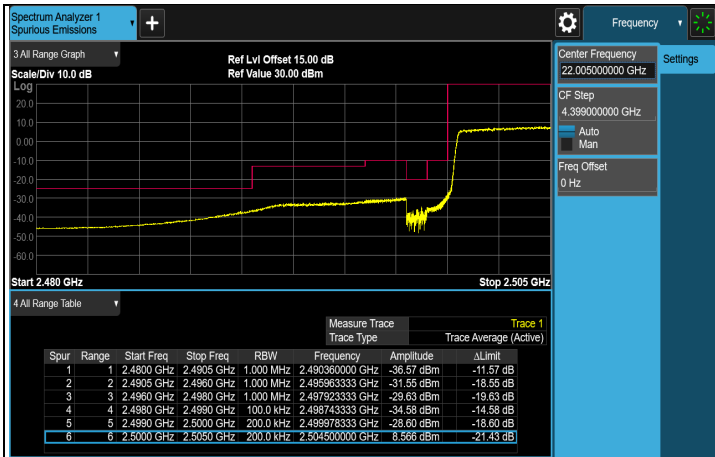 Spectrum Analyzer 1
Spurious Emissions
+
Frequency
Settings
3 All Range Graph
Ref Lvl Offset 15.00 dB
Scale/Div 10.0 dB
Ref Value 30.00 dBm
Log
20.0
10.0
0.00
-10.0
-20.0
-30.0
-40.0
-50.0
-60.0
Start 2.480 GHz
Stop 2.505 GHz
4 All Range Table
Measure Trace Trace 1
Trace Type Trace Average (Active)
Spur Range Start Freq Stop Freq RBW Frequency Amplitude ΔLimit
1 1 2.4800 GHz 2.4905 GHz 1.000 MHz 2.490360000 GHz -36.57 dBm -11.57 dB
2 2 2.4905 GHz 2.4960 GHz 1.000 MHz 2.495963333 GHz -31.55 dBm -18.55 dB
3 3 2.4960 GHz 2.4980 GHz 1.000 MHz 2.497923333 GHz -29.63 dBm -19.63 dB
4 4 2.4980 GHz 2.4990 GHz 100.0 kHz 2.498743333 GHz -34.58 dBm -14.58 dB
5 5 2.4990 GHz 2.5000 GHz 200.0 kHz 2.499978333 GHz -28.60 dBm -18.60 dB
6 6 2.5000 GHz 2.5050 GHz 200.0 kHz 2.504500000 GHz 8.566 dBm -21.43 dB
Center Frequency
22.005000000 GHz
CF Step
4.399000000 GHz
Auto
Man
Freq Offset
0 Hz